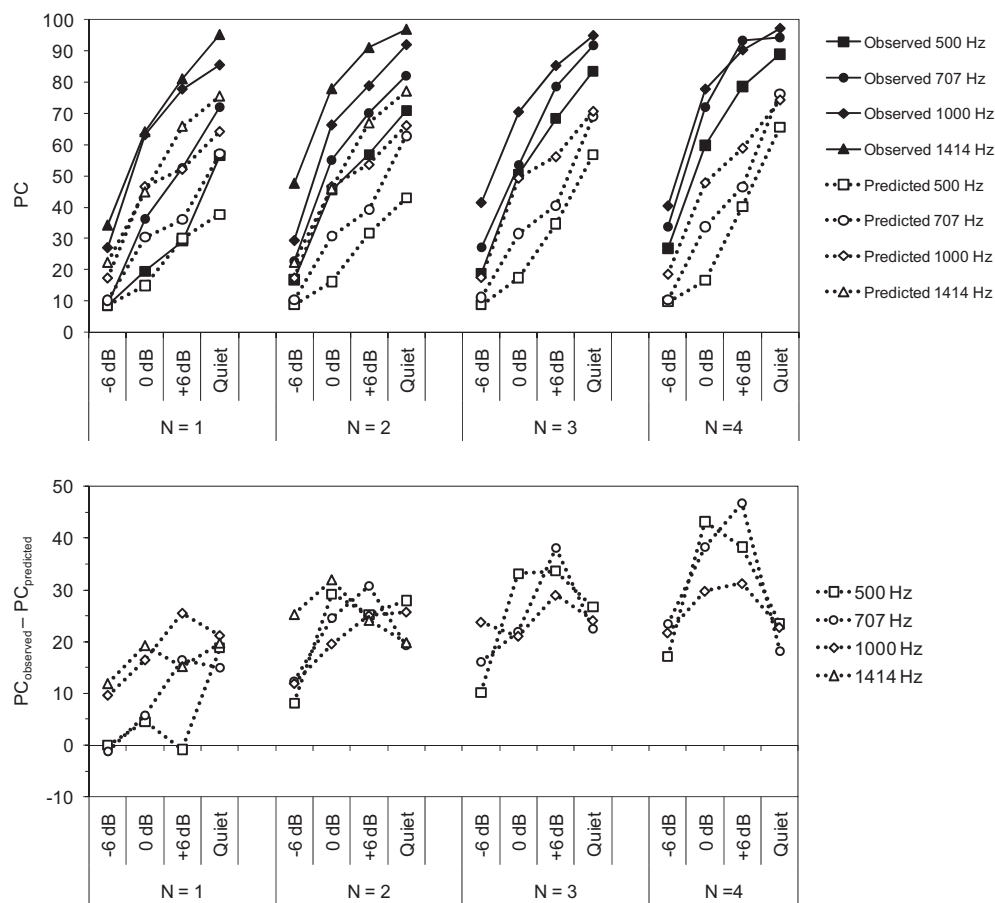 100
90
80
70
60
50
40
30
20
10
0
PC
-6 dB 0 dB +6 dB Quiet -6 dB 0 dB +6 dB Quiet -6 dB 0 dB +6 dB Quiet -6 dB 0 dB +6 dB Quiet
N = 1 N = 2 N = 3 N =4
Observed 500 Hz
Observed 707 Hz
Observed 1000 Hz
Observed 1414 Hz
Predicted 500 Hz
Predicted 707 Hz
Predicted 1000 Hz
Predicted 1414 Hz
50
40
30
20
10
0
-10
PCobserved – PCpredicted
-6 dB 0 dB +6 dB Quiet -6 dB 0 dB +6 dB Quiet -6 dB 0 dB +6 dB Quiet -6 dB 0 dB +6 dB Quiet
N = 1 N = 2 N = 3 N =4
500 Hz
707 Hz
1000 Hz
1414 Hz